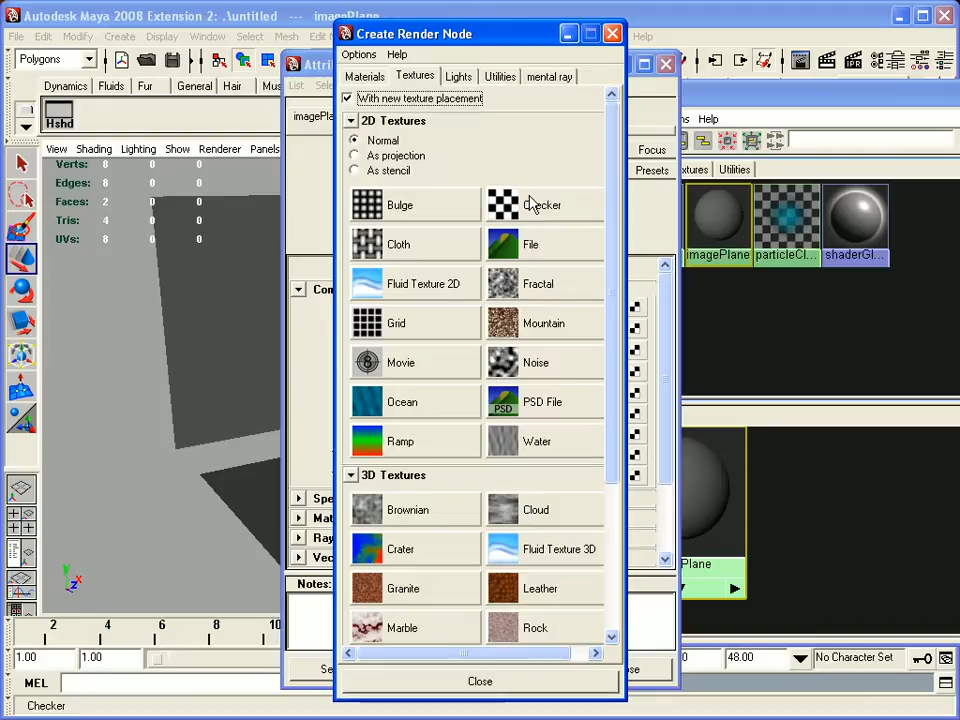 Autodesk Maya 2008 Extension 2: .\untitled --- imagePlane
File Edit Modify Create Display Window Select Mesh Edit Help
Polygons
Dynamics Fluids Fur General Hair
Hshd
View Shading Lighting Show Renderer Panels
Verts: 8 0 0
Edges: 8 0 0
Faces: 2 0 0
Tris: 4 0 0
UVs: 8 0 0
List
Create Render Node
Options Help
Materials Textures Lights Utilities mental ray
With new texture placement
2D Textures
Normal
As projection
As stencil
Bulge Checker
Cloth File
Fluid Texture 2D Fractal
Grid Mountain
Movie Noise
Ocean PSD File
PSD
Ramp Water
3D Textures
Brownian Cloud
Crater Fluid Texture 3D
Granite Leather
Marble Rock
Close
Focus
Presets
Notes:
Help
Utilities
imagePlane particleCl... shaderGl...
Plane
y
z x
2 4 6 8 10
1.00 1.00 48.00 No Character Set
MEL
Checker